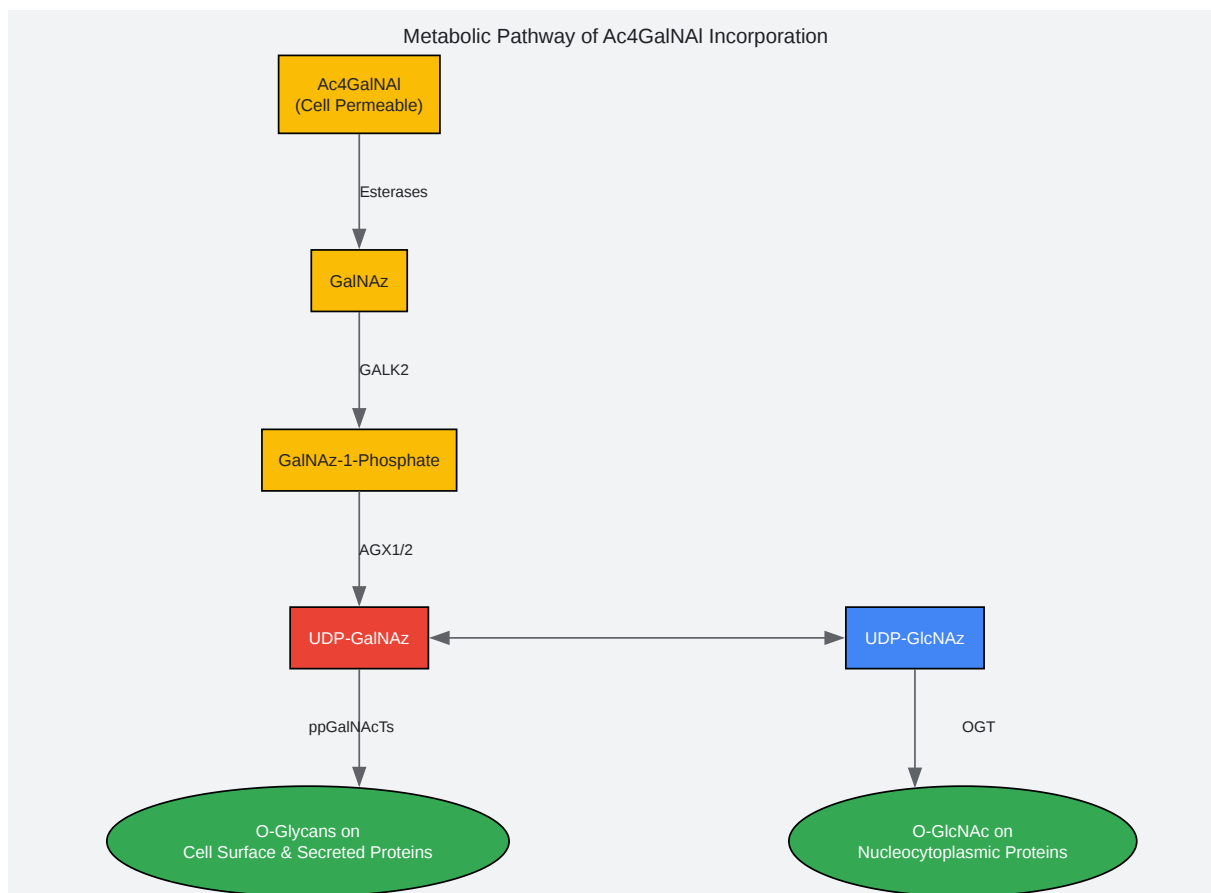 Metabolic Pathway of Ac4GalNAl Incorporation
Ac4GalNAl
(Cell Permeable)
Esterases
GalNAz
GALK2
GalNAz-1-Phosphate
AGX1/2
UDP-GalNAz
UDP-GlcNAz
ppGalNAcTs
OGT
O-Glycans on
Cell Surface & Secreted Proteins
O-GlcNAc on
Nucleocytoplasmic Proteins